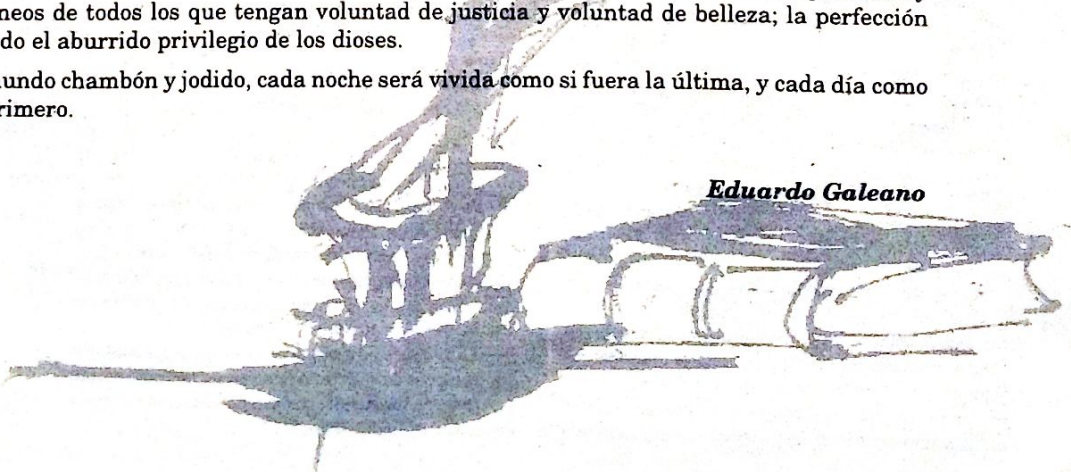 neos de todos los que tengan voluntad de justicia y voluntad de belleza; la perfección
do el aburrido privilegio de los dioses.
undo chambón y jodido, cada noche será vivida como si fuera la última, y cada día como
rimero.
Eduardo Galeano